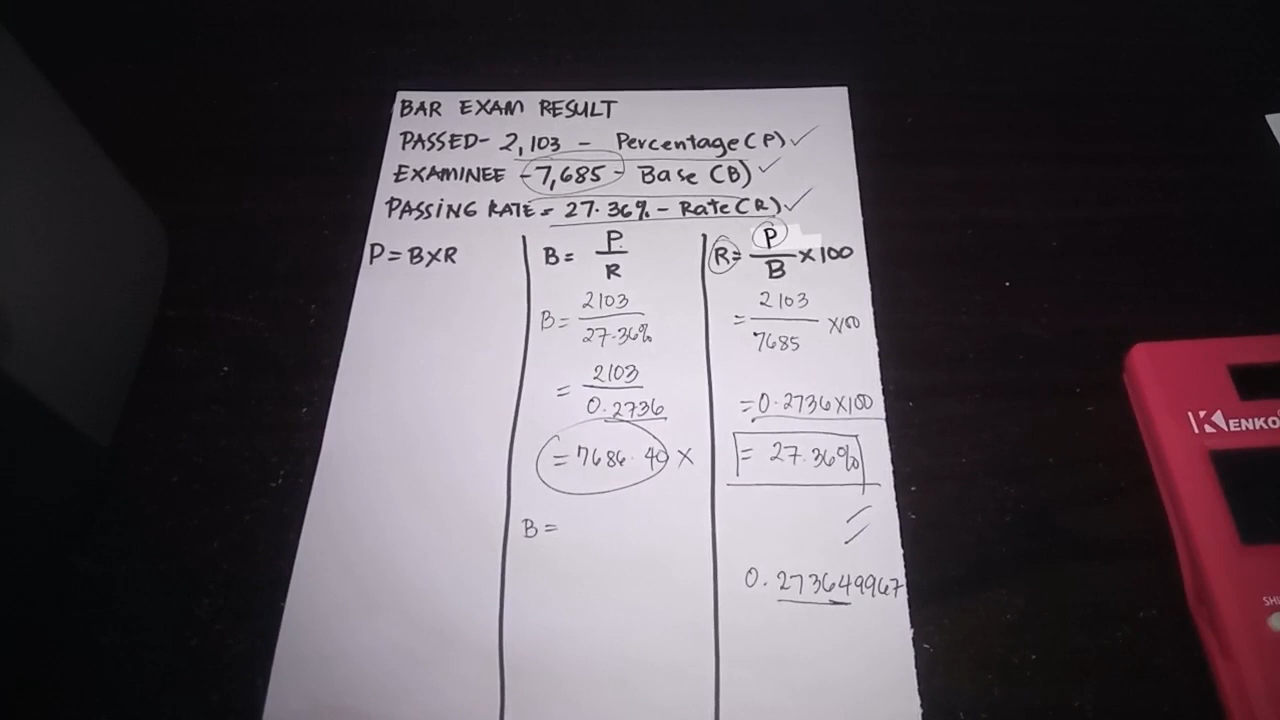 BAR EXAM RESULT
PASSED- 2,103 - Percentage (P) ✓
EXAMINEE - 7,685 - Base (B) ✓
PASSING RATE = 27.36% - Rate (R) ✓
P = B X R
B = P / R
B = 2103 / 27.36%
= 2103 / 0.2736
= 7686.40 X
B =
R = P / B X 100
= 2103 / 7685 X100
= 0.2736 X 100
= 27.36%
0.273649967
KENKO